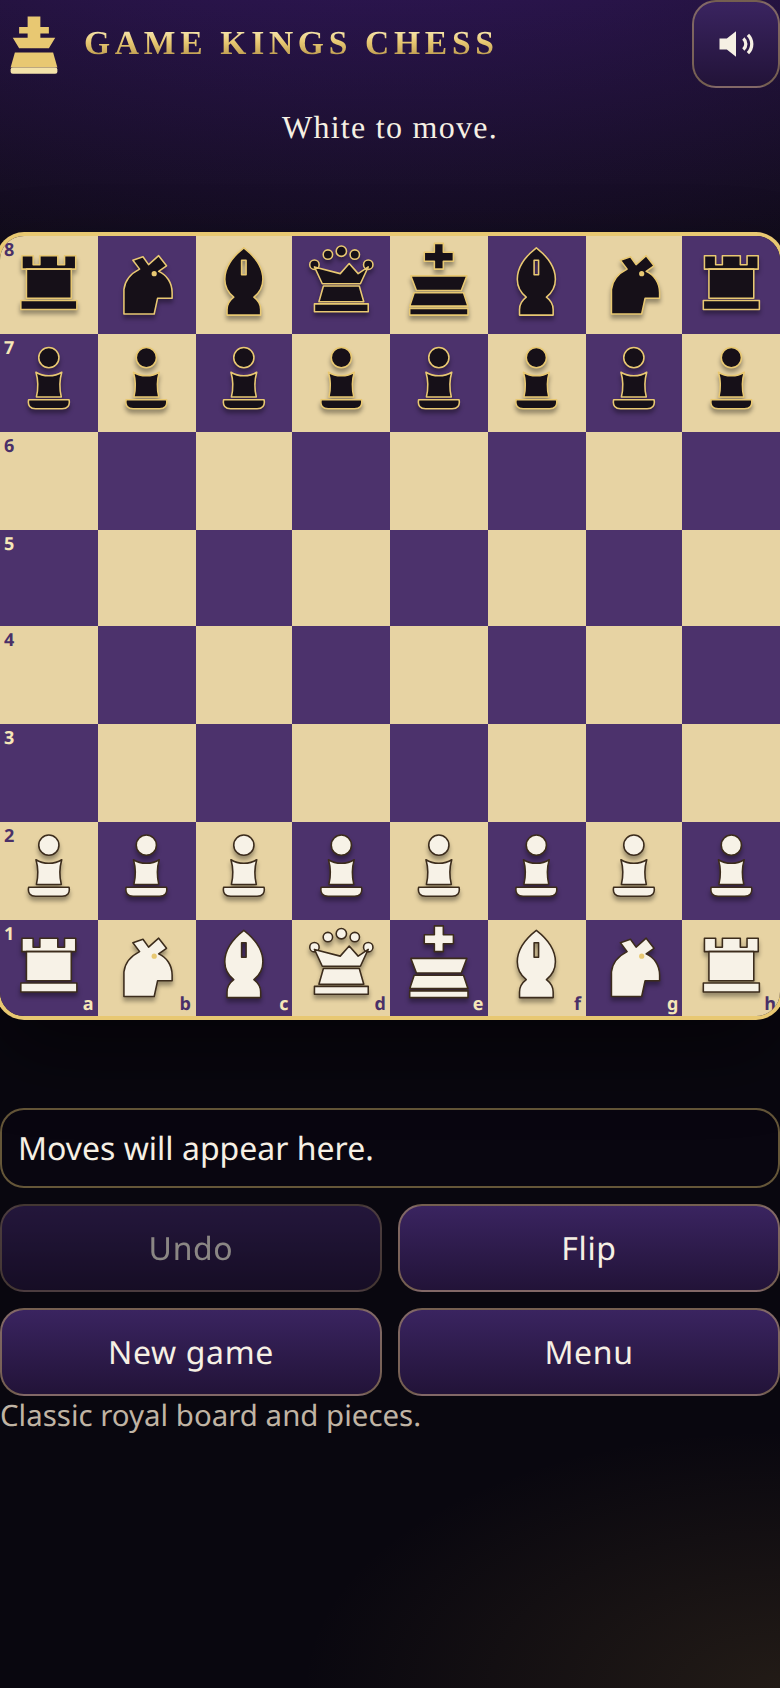 GAME KINGS CHESS
White to move.
8
7
6
5
4
3
2
1
a b c d e f g h
Moves will appear here.
Undo
Flip
New game
Menu
Classic royal board and pieces.